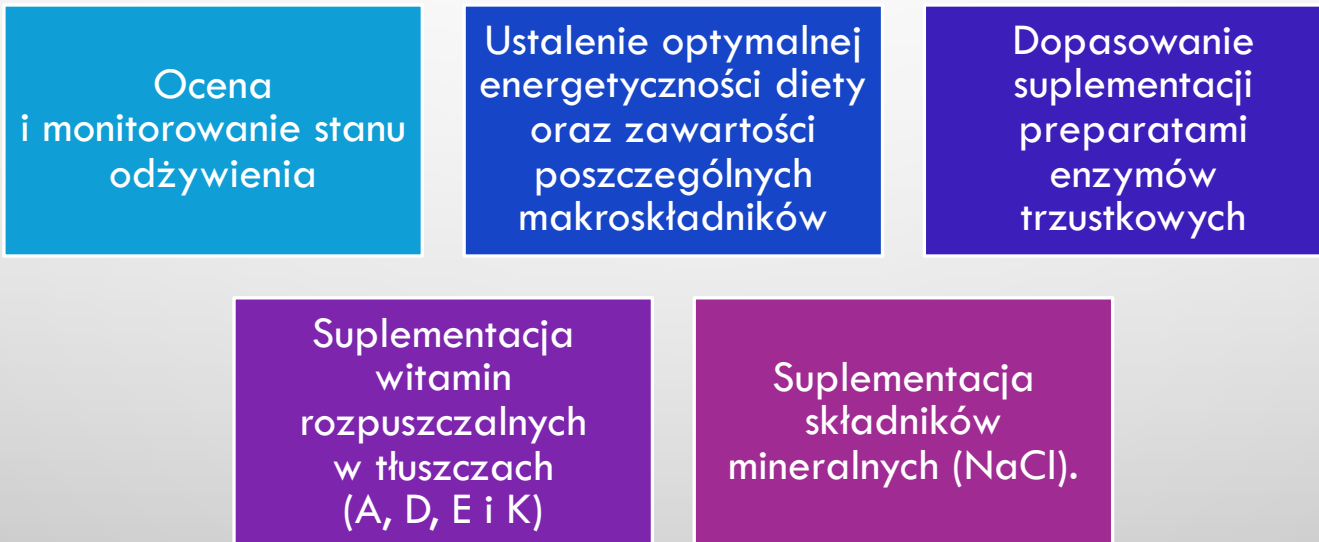 Ocena
i monitorowanie stanu
odżywienia
Ustalenie optymalnej
energetyczności diety
oraz zawartości
poszczególnych
makroskładników
Dopasowanie
suplementacji
preparatami
enzymów
trzustkowych
Suplementacja
witamin
rozpuszczalnych
w tłuszczach
(A, D, E i K)
Suplementacja
składników
mineralnych (NaCl).